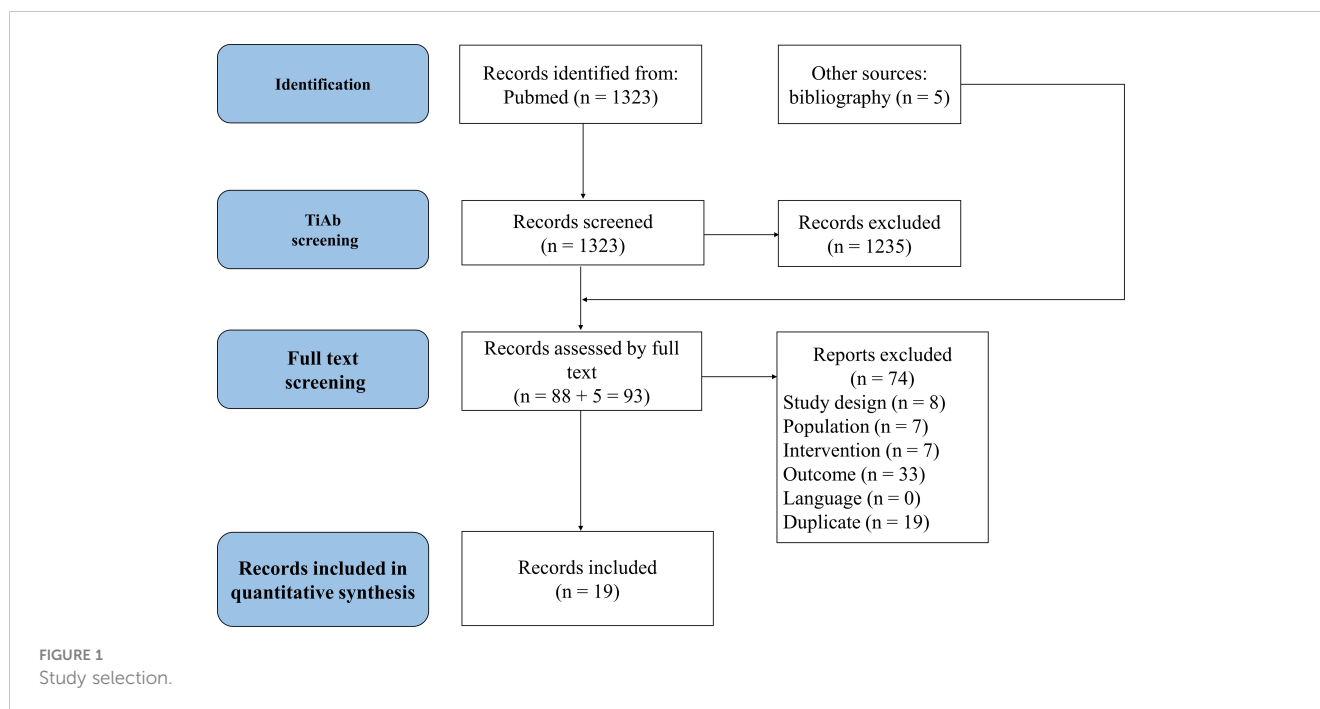 Identification
Records identified from:
Pubmed (n = 1323)
Other sources:
bibliography (n = 5)
TiAb
screening
Records screened
(n = 1323)
Records excluded
(n = 1235)
Full text
screening
Records assessed by full
text
(n = 88 + 5 = 93)
Reports excluded
(n = 74)
Study design (n = 8)
Population (n = 7)
Intervention (n = 7)
Outcome (n = 33)
Language (n = 0)
Duplicate (n = 19)
Records included in
quantitative synthesis
Records included
(n = 19)
FIGURE 1
Study selection.